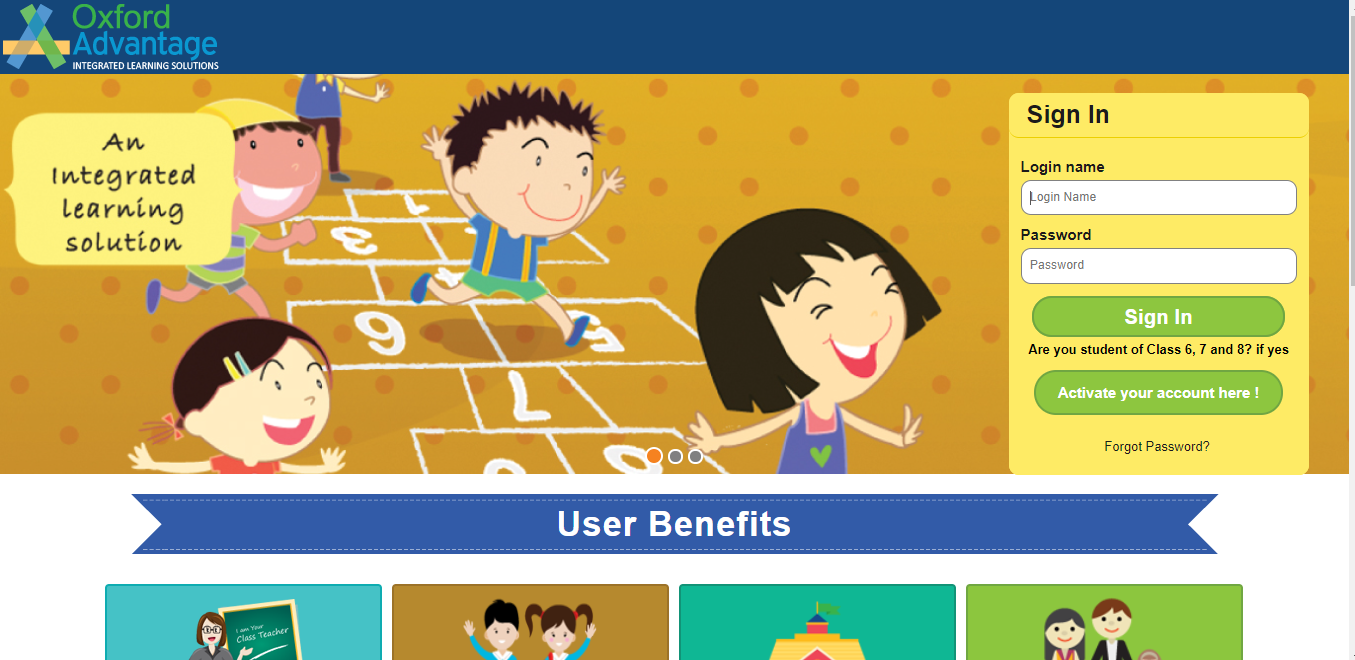 Oxford
Advantage
INTEGRATED LEARNING SOLUTIONS
An
Integrated
learning
solution
Sign In
Login name
Login Name
Password
Password
Sign In
Are you student of Class 6, 7 and 8? if yes
Activate your account here !
Forgot Password?
User Benefits
I am Your
Class Teacher